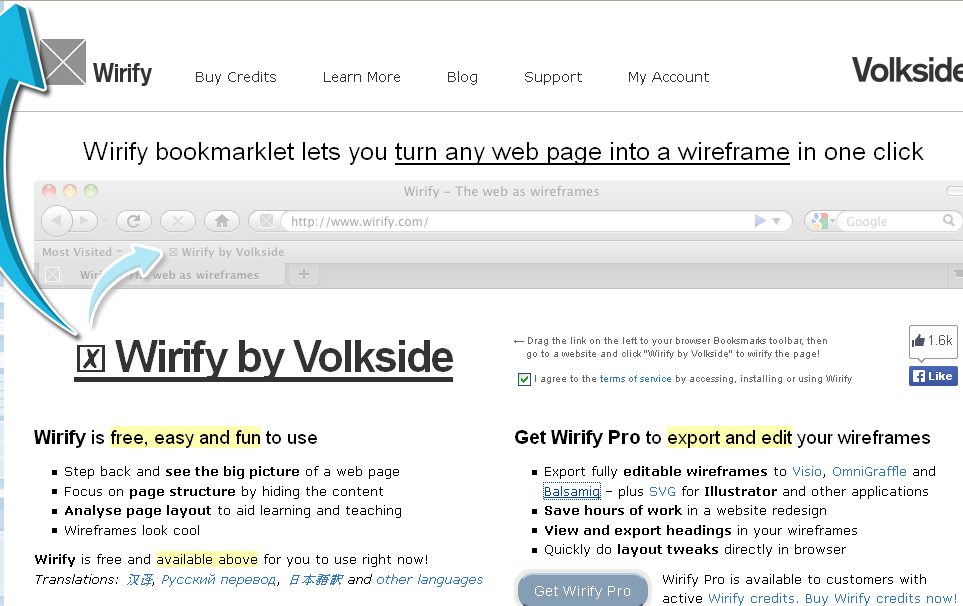 Wirify
Buy Credits
Learn More
Blog
Support
My Account
Volkside
Wirify bookmarklet lets you turn any web page into a wireframe in one click
Wirify – The web as wireframes
http://www.wirify.com/
Google
Most Visited
Wirify by Volkside
The web as wireframes
+
Wirify by Volkside
← Drag the link on the left to your browser Booksmarks toolbar, then
go to a website and click "Wirify by Volkside" to wirify the page!
I agree to the terms of service by accessing, installing or using Wirify
1.6k
Like
Wirify is free, easy and fun to use
Step back and see the big picture of a web page
Focus on page structure by hiding the content
Analyse page layout to aid learning and teaching
Wireframes look cool
Wirify is free and available above for you to use right now!
Translations: 汉译, Русский перевод, 日本語訳 and other languages
Get Wirify Pro to export and edit your wireframes
Export fully editable wireframes to Visio, OmniGraffle and
Balsamiq – plus SVG for Illustrator and other applications
Save hours of work in a website redesign
View and export headings in your wireframes
Quickly do layout tweaks directly in browser
Get Wirify Pro
Wirify Pro is available to customers with
active Wirify credits. Buy Wirify credits now!